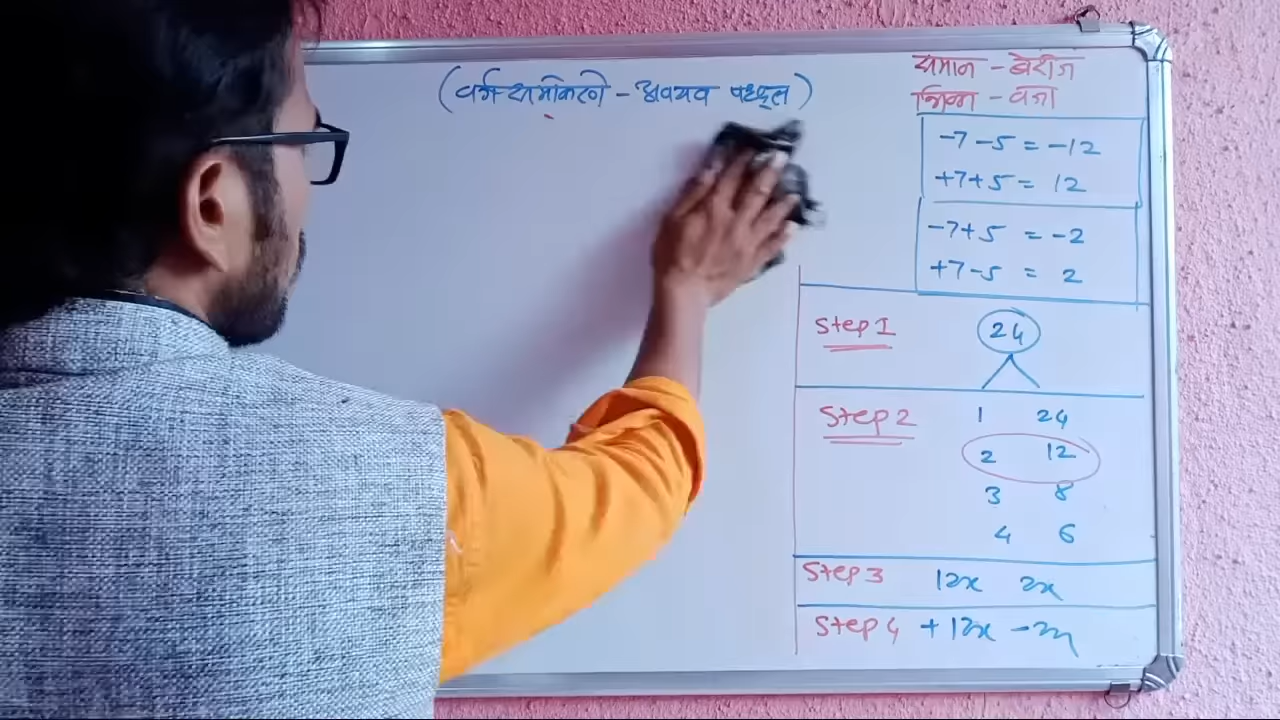 (वर्ग समीकरणे - अवयव पद्धत)
समान - बेरीज
भिन्न - वजा
-7 - 5 = -12
+7 + 5 = 12
-7 + 5 = -2
+7 - 5 = 2
Step 1 24
Step 2 1 24
2 12
3 8
4 6
Step 3 12x 2x
Step 4 +12x -2x